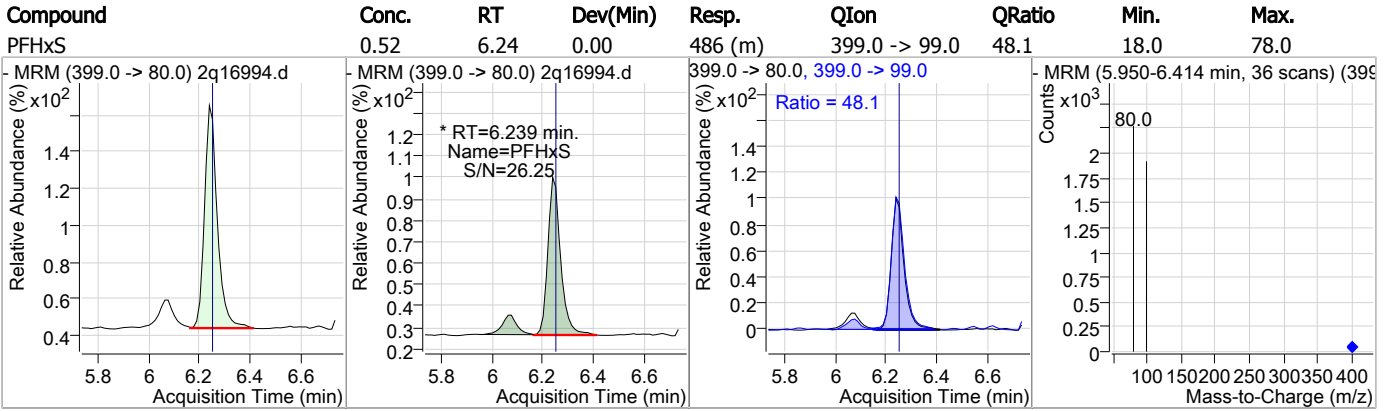 Compound Conc. RT Dev(Min) Resp. QIon QRatio Min. Max.
PFHxS 0.52 6.24 0.00 486 (m) 399.0 -> 99.0 48.1 18.0 78.0
- MRM (399.0 -> 80.0) 2q16994.d
Relative Abundance (%)
x10²
1.4
1.2
1
0.8
0.6
0.4
5.8 6 6.2 6.4 6.6
Acquisition Time (min)
- MRM (399.0 -> 80.0) 2q16994.d
Relative Abundance (%)
x10²
* RT=6.239 min.
Name=PFHxS
S/N=26.25
1.2
1.1
1
0.9
0.8
0.7
0.6
0.5
0.4
0.3
0.2
5.8 6 6.2 6.4 6.6
Acquisition Time (min)
399.0 -> 80.0, 399.0 -> 99.0
Relative Abundance (%)
x10²
Ratio = 48.1
1.4
1.2
1
0.8
0.6
0.4
0.2
0
5.8 6 6.2 6.4 6.6
Acquisition Time (min)
- MRM (5.950-6.414 min, 36 scans) (399
Counts
x10³
80.0
2
1.75
1.5
1.25
1
0.75
0.5
0.25
0
100 150 200 250 300 350 400
Mass-to-Charge (m/z)